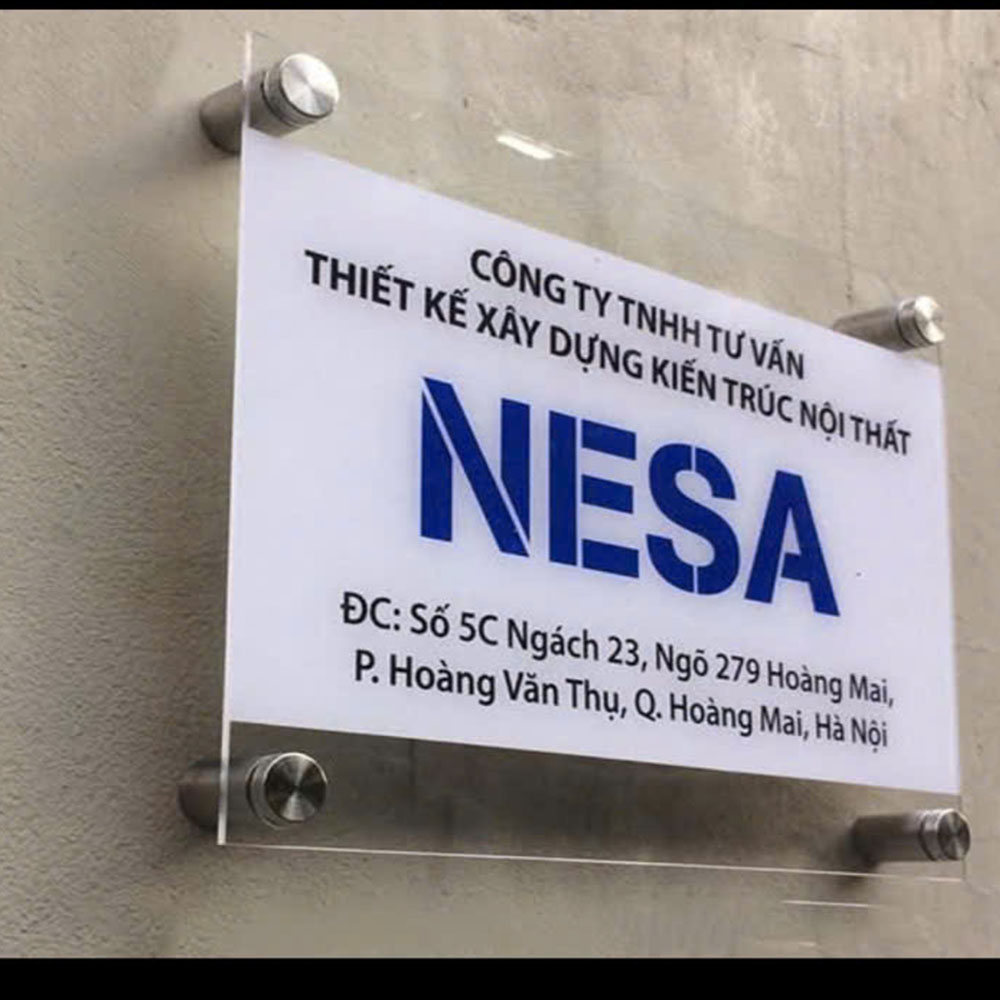 CÔNG TY TNHH TƯ VẤN
THIẾT KẾ XÂY DỰNG KIẾN TRÚC NỘI THẤT
NESA
ĐC: Số 5C Ngách 23, Ngõ 279 Hoàng Mai,
P. Hoàng Văn Thụ, Q. Hoàng Mai, Hà Nội